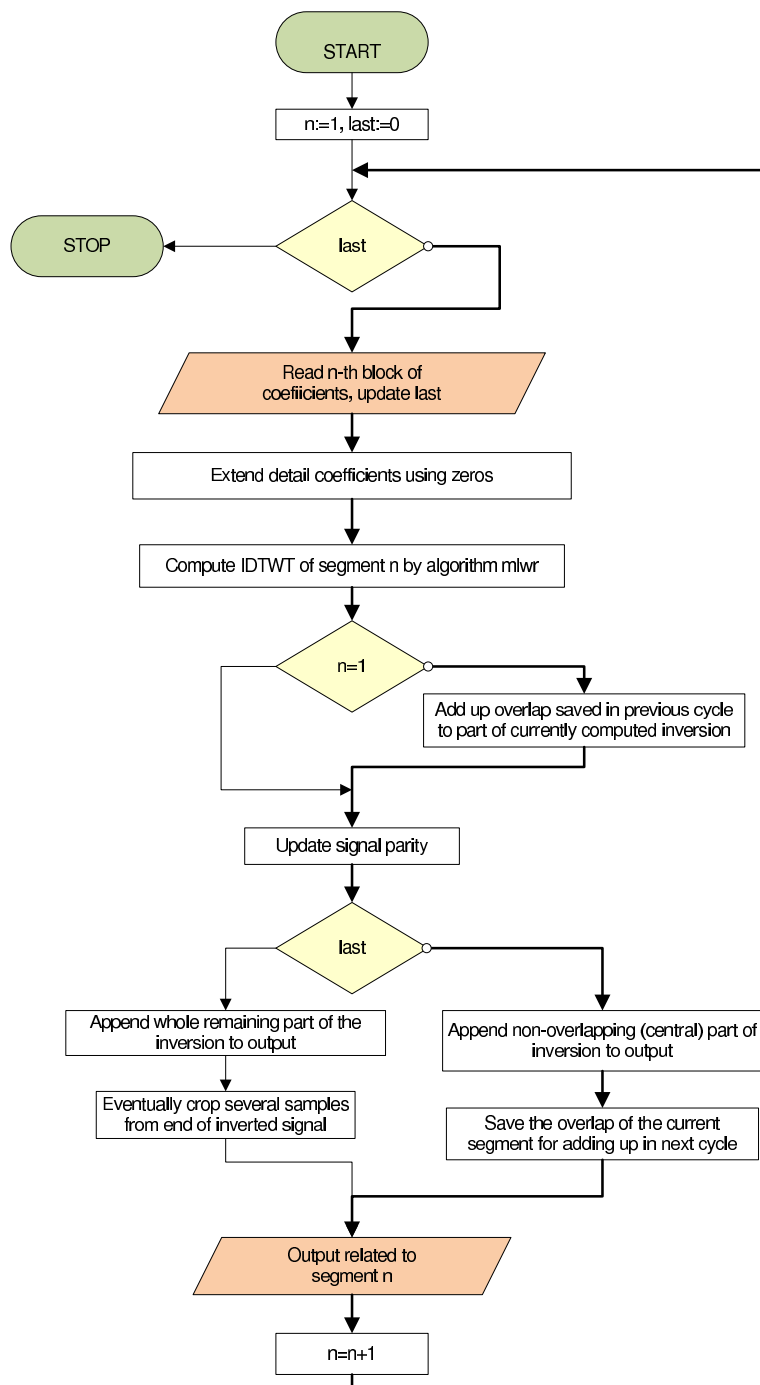 START
n:=1, last:=0
last
STOP
Read n-th block of
coefiicients, update last
Extend detail coefficients using zeros
Compute IDTWT of segment n by algorithm mlwr
n=1
Add up overlap saved in previous cycle
to part of currently computed inversion
Update signal parity
last
Append whole remaining part of the
inversion to output
Append non-overlapping (central) part of
inversion to output
Eventually crop several samples
from end of inverted signal
Save the overlap of the current
segment for adding up in next cycle
Output related to
segment n
n=n+1